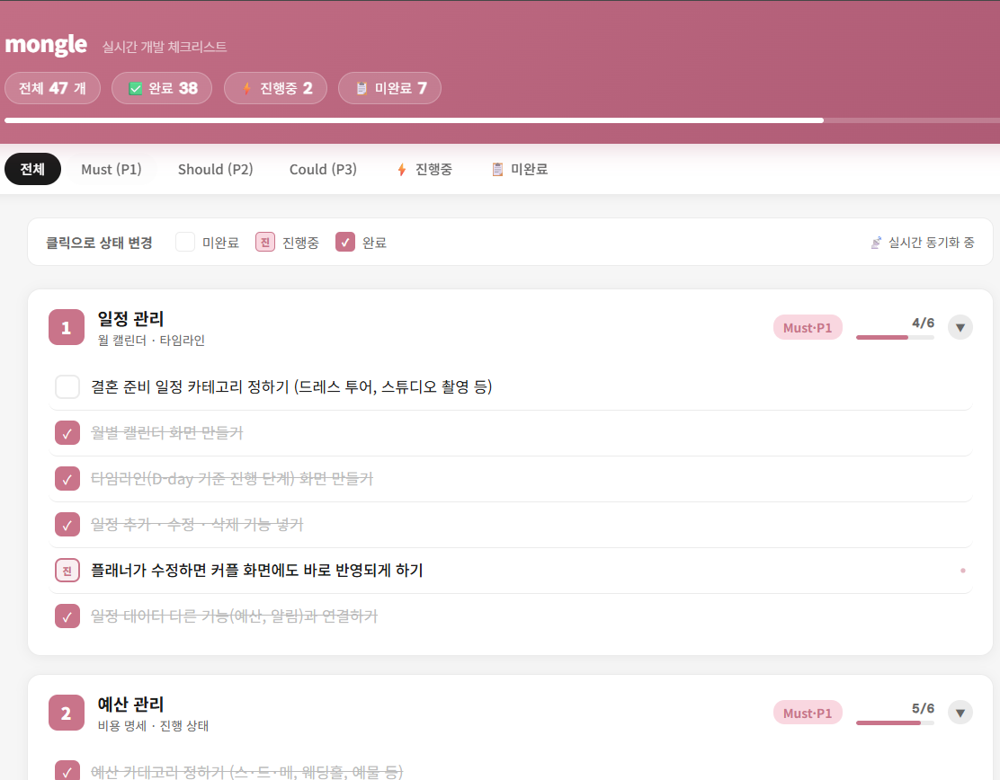 mongle 실시간 개발 체크리스트
전체 47 개 ✅ 완료 38 ⚡ 진행중 2 📋 미완료 7
전체 Must (P1) Should (P2) Could (P3) ⚡ 진행중 📋 미완료
클릭으로 상태 변경 미완료 진 진행중 ✓ 완료 📡 실시간 동기화 중
1 일정 관리 Must·P1 4/6 ▼
월 캘린더 · 타임라인
결혼 준비 일정 카테고리 정하기 (드레스 투어, 스튜디오 촬영 등)
✓ 월별 캘린더 화면 만들기
✓ 타임라인(D-day 기준 진행 단계) 화면 만들기
✓ 일정 추가 · 수정 · 삭제 기능 넣기
진 플래너가 수정하면 커플 화면에도 바로 반영되게 하기
✓ 일정 데이터 다른 기능(예산, 알림)과 연결하기
2 예산 관리 Must·P1 5/6 ▼
비용 명세 · 진행 상태
✓ 예산 카테고리 정하기 (스·드·메, 웨딩홀, 예물 등)